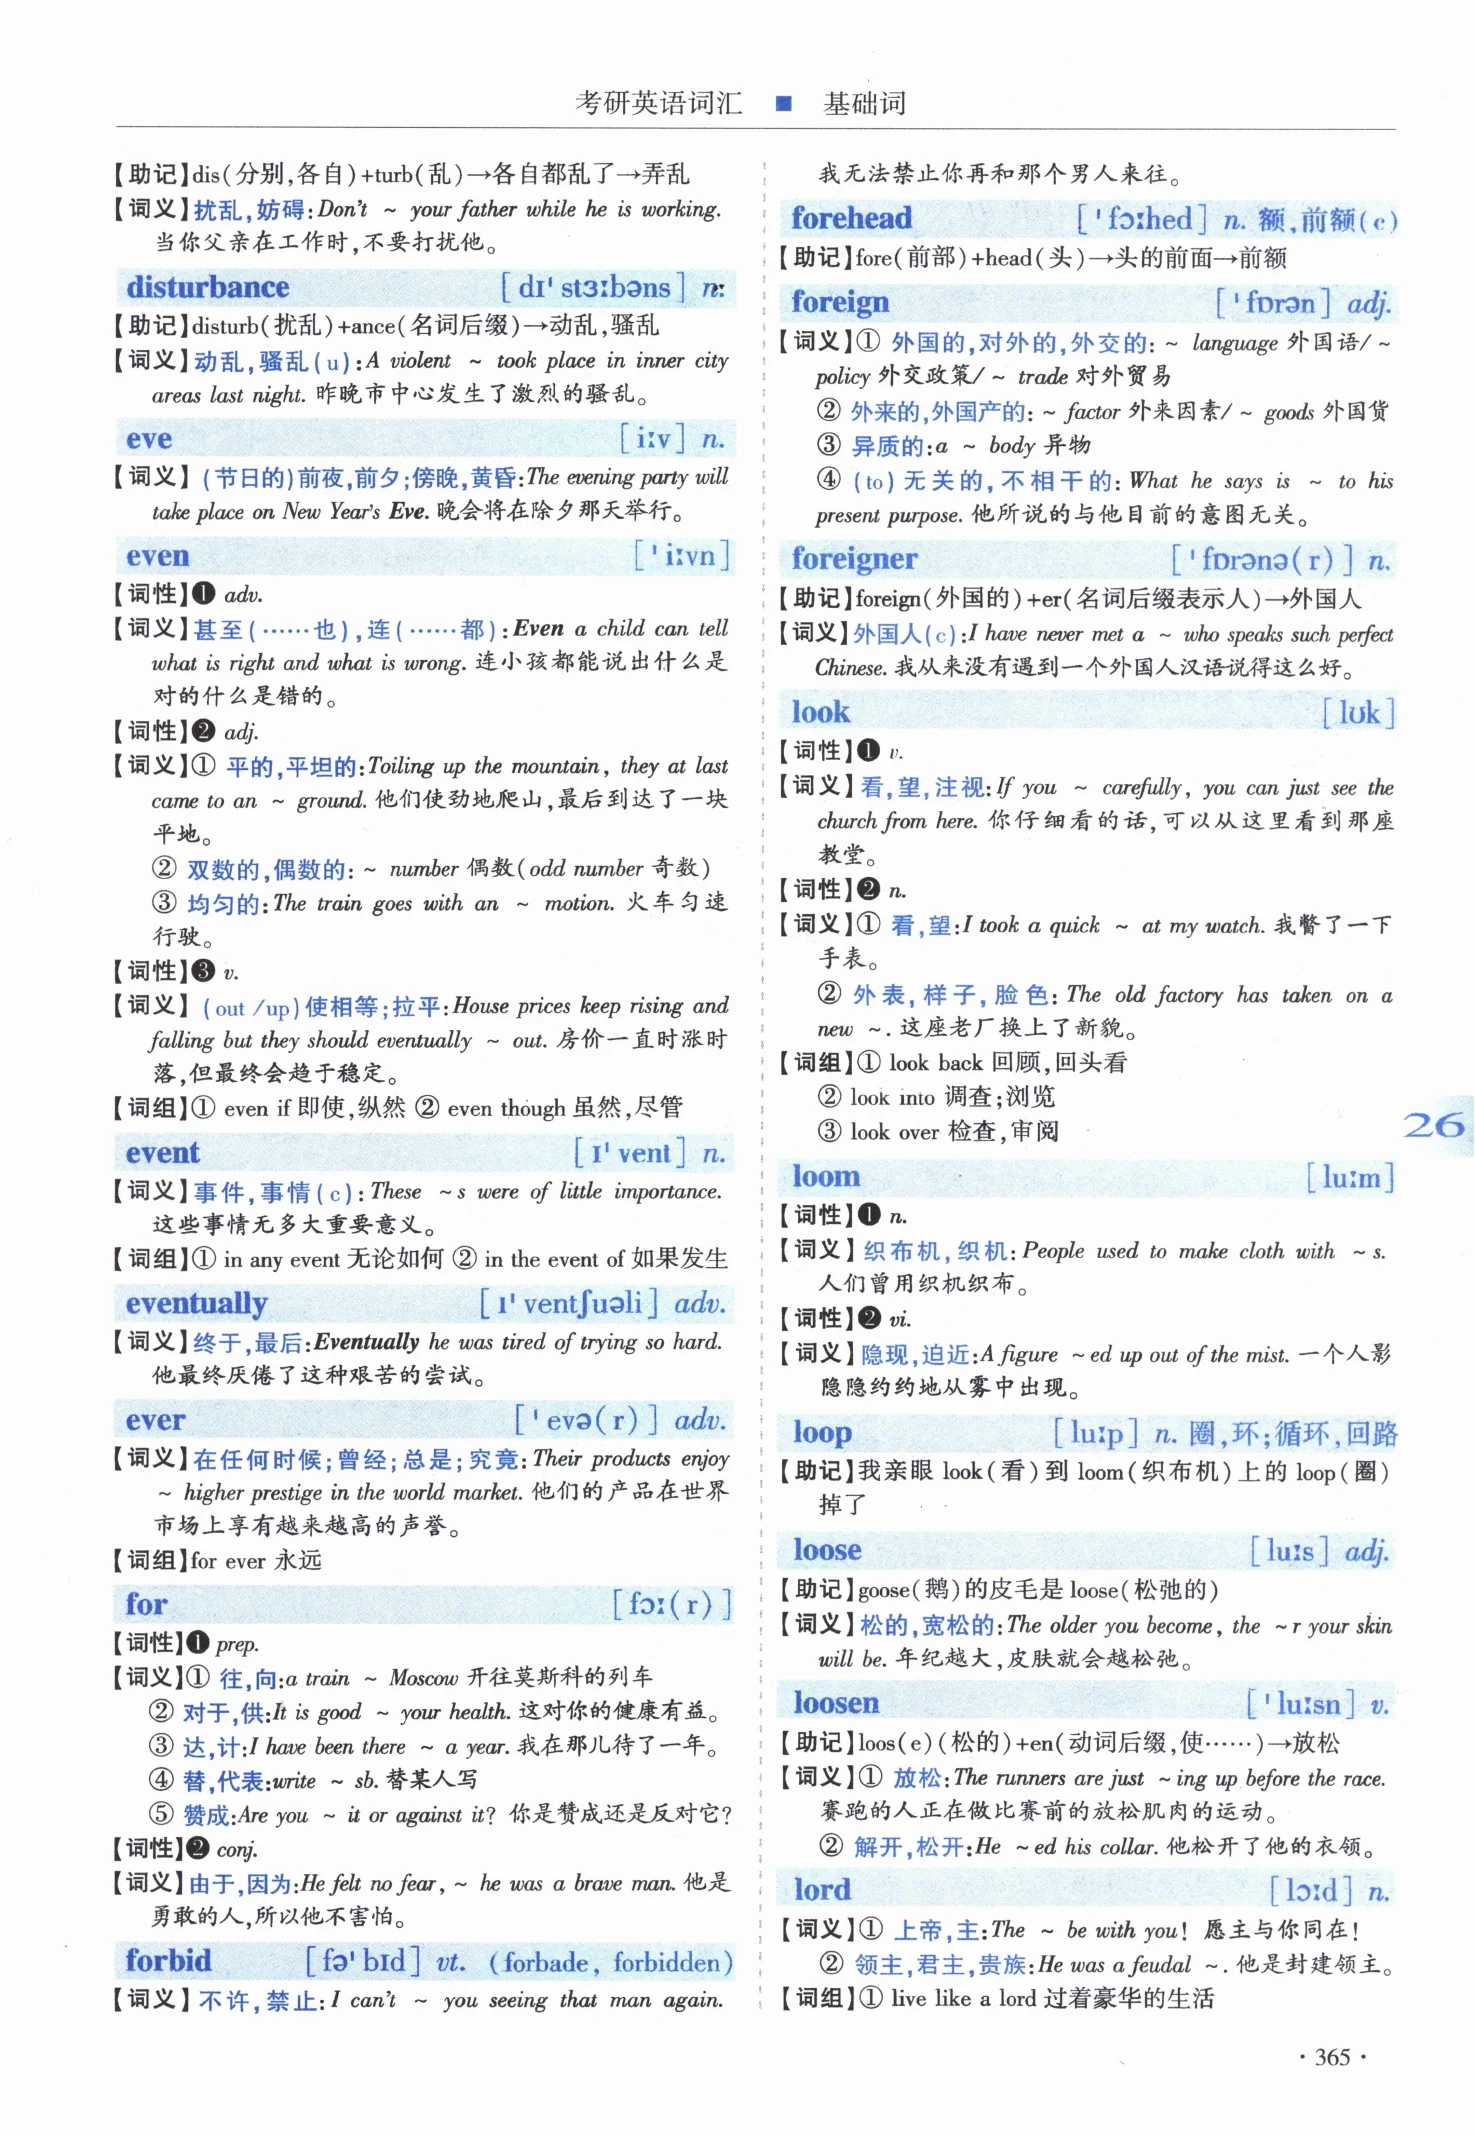 考研英语词汇 ■ 基础词
【助记】dis(分别,各自)+turb(乱)→各自都乱了→弄乱
【词义】扰乱,妨碍:Don't ~ your father while he is working.
当你父亲在工作时,不要打扰他。
disturbance [dɪ'stɜːbəns] n.
【助记】disturb(扰乱)+ance(名词后缀)→动乱,骚乱
【词义】动乱,骚乱(u):A violent ~ took place in inner city
areas last night. 昨晚市中心发生了激烈的骚乱。
eve [iːv] n.
【词义】(节日的)前夜,前夕;傍晚,黄昏:The evening party will
take place on New Year's Eve. 晚会将在除夕那天举行。
even ['iːvn]
【词性】❶ adv.
【词义】甚至(……也),连(……都):Even a child can tell
what is right and what is wrong. 连小孩都能说出什么是
对的什么是错的。
【词性】❷ adj.
【词义】① 平的,平坦的:Toiling up the mountain, they at last
came to an ~ ground. 他们使劲地爬山,最后到达了一块
平地。
② 双数的,偶数的: ~ number 偶数(odd number 奇数)
③ 均匀的:The train goes with an ~ motion. 火车匀速
行驶。
【词性】❸ v.
【词义】(out /up)使相等;拉平:House prices keep rising and
falling but they should eventually ~ out. 房价一直时涨时
落,但最终会趋于稳定。
【词组】① even if 即使,纵然 ② even though 虽然,尽管
event [ɪ'vent] n.
【词义】事件,事情(c): These ~s were of little importance.
这些事情无多大重要意义。
【词组】① in any event 无论如何 ② in the event of 如果发生
eventually [ɪ'ventʃuəli] adv.
【词义】终于,最后:Eventually he was tired of trying so hard.
他最终厌倦了这种艰苦的尝试。
ever ['evə(r)] adv.
【词义】在任何时候;曾经;总是;究竟:Their products enjoy
~ higher prestige in the world market. 他们的产品在世界
市场上享有越来越高的声誉。
【词组】for ever 永远
for [fɔː(r)]
【词性】❶ prep.
【词义】① 往,向:a train ~ Moscow 开往莫斯科的列车
② 对于,供:It is good ~ your health. 这对你的健康有益。
③ 达,计:I have been there ~ a year. 我在那儿待了一年。
④ 替,代表:write ~ sb. 替某人写
⑤ 赞成:Are you ~ it or against it? 你是赞成还是反对它?
【词性】❷ conj.
【词义】由于,因为:He felt no fear, ~ he was a brave man. 他是
勇敢的人,所以他不害怕。
forbid [fə'bɪd] vt. (forbade, forbidden)
【词义】不许,禁止:I can't ~ you seeing that man again.
我无法禁止你再和那个男人来往。
forehead ['fɔːhed] n. 额,前额(c)
【助记】fore(前部)+head(头)→头的前面→前额
foreign ['fɒrən] adj.
【词义】① 外国的,对外的,外交的: ~ language 外国语/ ~
policy 外交政策/ ~ trade 对外贸易
② 外来的,外国产的: ~ factor 外来因素/ ~ goods 外国货
③ 异质的:a ~ body 异物
④ (to)无关的,不相干的: What he says is ~ to his
present purpose. 他所说的与他目前的意图无关。
foreigner ['fɒrənə(r)] n.
【助记】foreign(外国的)+er(名词后缀表示人)→外国人
【词义】外国人(c):I have never met a ~ who speaks such perfect
Chinese. 我从来没有遇到一个外国人汉语说得这么好。
look [lʊk]
【词性】❶ v.
【词义】看,望,注视:If you ~ carefully, you can just see the
church from here. 你仔细看的话,可以从这里看到那座
教堂。
【词性】❷ n.
【词义】① 看,望:I took a quick ~ at my watch. 我瞥了一下
手表。
② 外表,样子,脸色: The old factory has taken on a
new ~. 这座老厂换上了新貌。
【词组】① look back 回顾,回头看
② look into 调查;浏览
③ look over 检查,审阅
26
loom [luːm]
【词性】❶ n.
【词义】织布机,织机: People used to make cloth with ~s.
人们曾用织机织布。
【词性】❷ vi.
【词义】隐现,迫近:A figure ~ed up out of the mist. 一个人影
隐隐约约地从雾中出现。
loop [luːp] n. 圈,环;循环,回路
【助记】我亲眼 look(看)到 loom(织布机)上的 loop(圈)
掉了
loose [luːs] adj.
【助记】goose(鹅)的皮毛是 loose(松弛的)
【词义】松的,宽松的:The older you become, the ~r your skin
will be. 年纪越大,皮肤就会越松弛。
loosen ['luːsn] v.
【助记】loos(e)(松的)+en(动词后缀,使……)→放松
【词义】① 放松:The runners are just ~ing up before the race.
赛跑的人正在做比赛前的放松肌肉的运动。
② 解开,松开:He ~ed his collar. 他松开了他的衣领。
lord [lɔːd] n.
【词义】① 上帝,主:The ~ be with you! 愿主与你同在!
② 领主,君主,贵族:He was a feudal ~. 他是封建领主。
【词组】① live like a lord 过着豪华的生活
· 365 ·